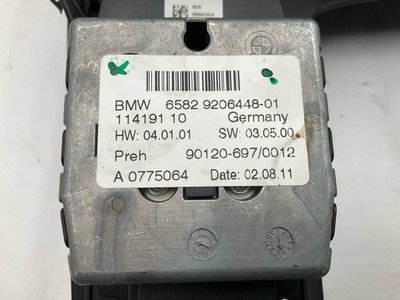 BMW 6582 9206448-01
114191 10 Germany
HW: 04.01.01 SW: 03.05.00
Preh 90120-697/0012
A 0775064 Date: 02.08.11